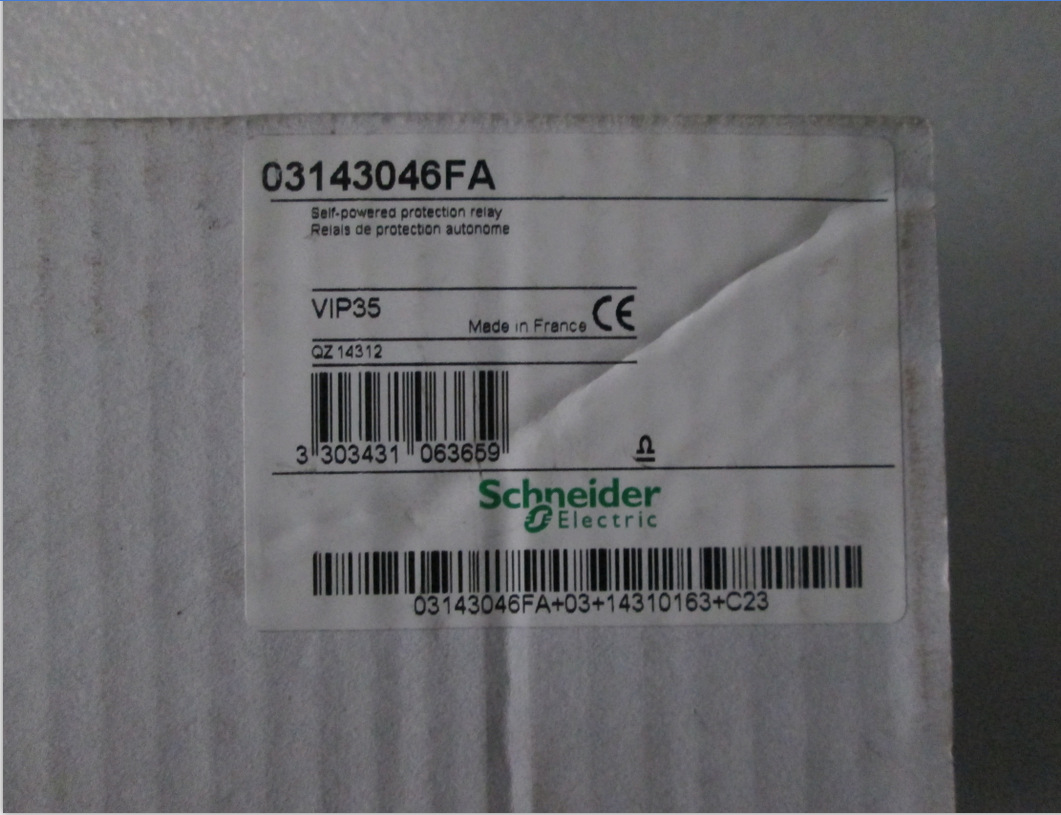 03143046FA
Self-powered protection relay
Relais de protection autonome
VIP35
Made in France CE
QZ 14312
3 303431 063659
Ω
Schneider
Electric
03143046FA+03+14310163+C23